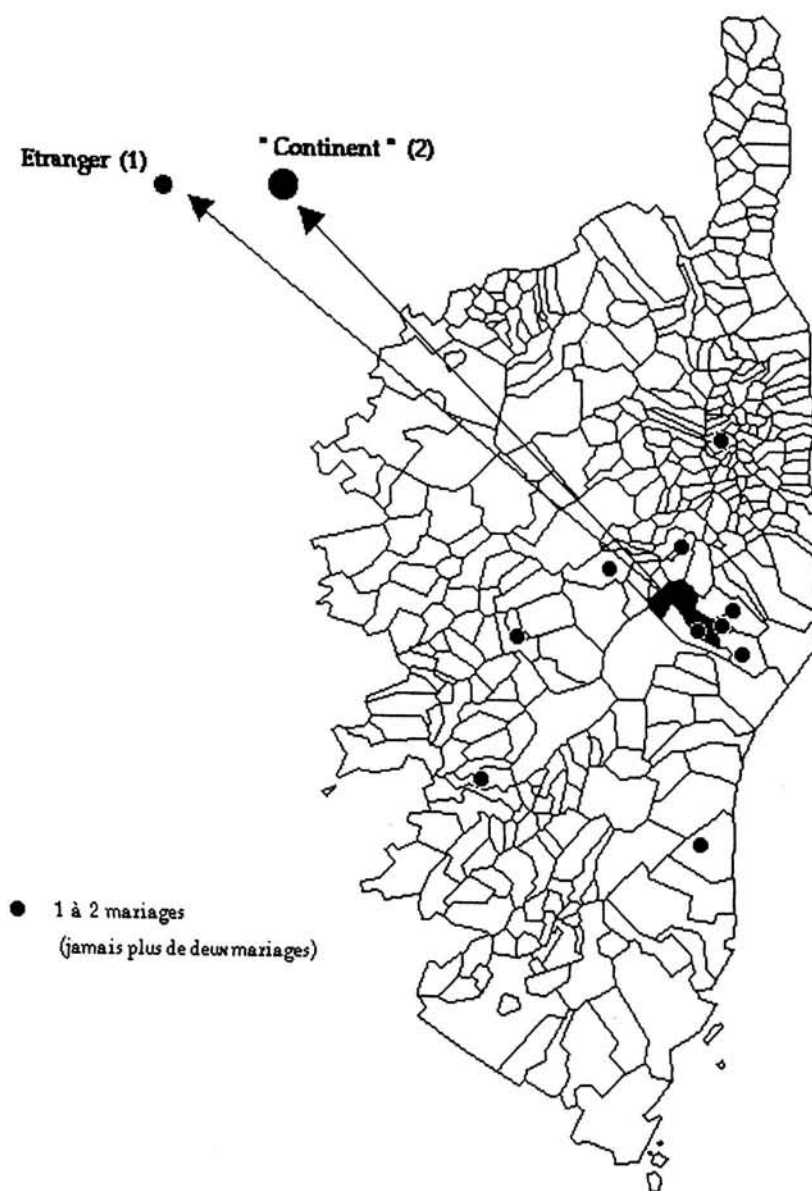 Etranger (1)
" Continent " (2)
1 à 2 mariages
(jamais plus de deux mariages)